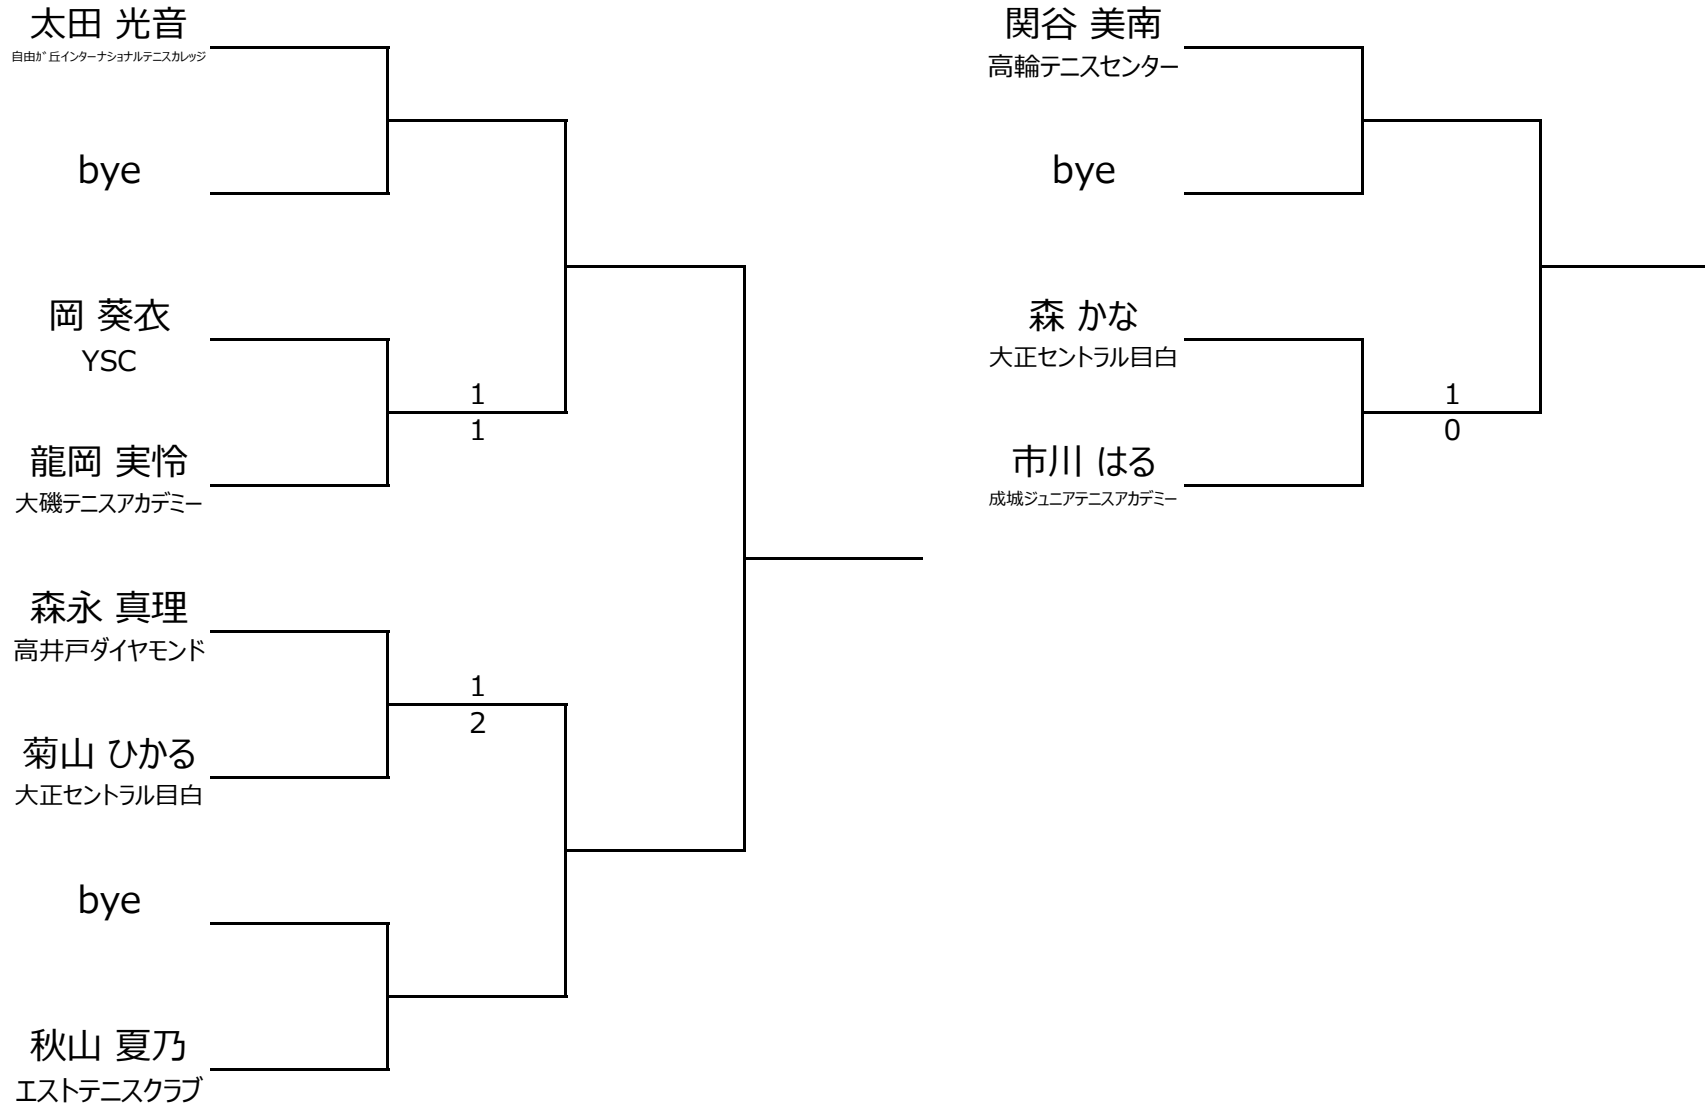 太田 光音
自由が丘インターナショナルテニスカレッジ
bye
岡 葵衣
YSC
1
1
龍岡 実怜
大磯テニスアカデミー
森永 真理
高井戸ダイヤモンド
1
2
菊山 ひかる
大正セントラル目白
bye
秋山 夏乃
エストテニスクラブ
関谷 美南
高輪テニスセンター
bye
森 かな
大正セントラル目白
1
0
市川 はる
成城ジュニアテニスアカデミー